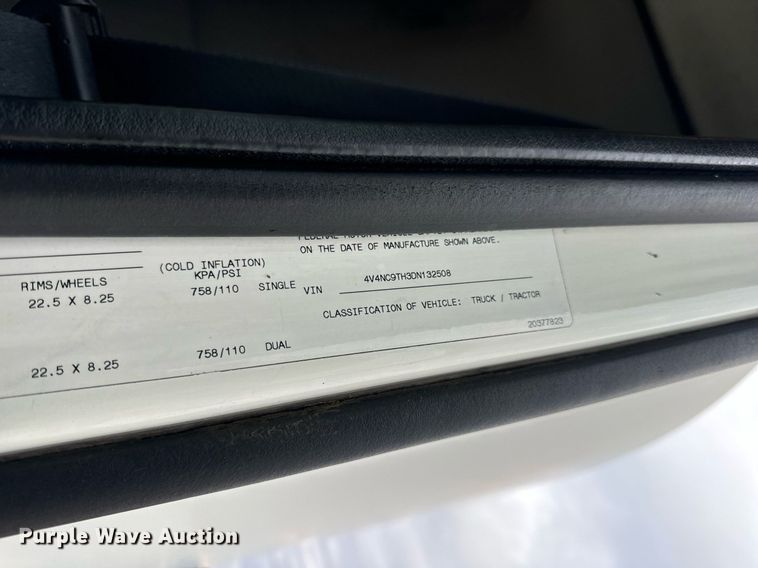 ON THE DATE OF MANUFACTURE SHOWN ABOVE.
(COLD INFLATION)
RIMS/WHEELS KPA/PSI
22.5 X 8.25 758/110 SINGLE VIN 4V4NC9TH3DN132508
CLASSIFICATION OF VEHICLE: TRUCK / TRACTOR
20377823
22.5 X 8.25 758/110 DUAL
Purple Wave Auction